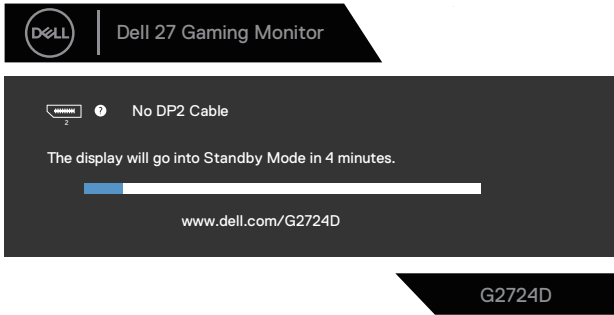 DELL
Dell 27 Gaming Monitor
?
No DP2 Cable
2
The display will go into Standby Mode in 4 minutes.
www.dell.com/G2724D
G2724D